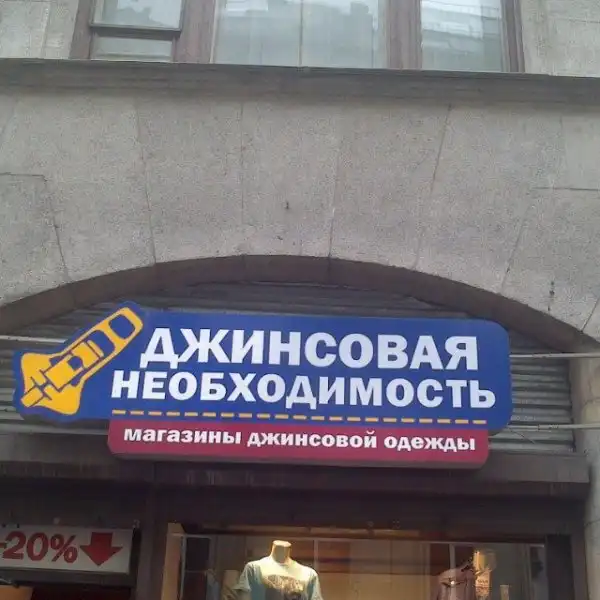 ДЖИНСОВАЯ
НЕОБХОДИМОСТЬ
магазины джинсовой одежды
-20%